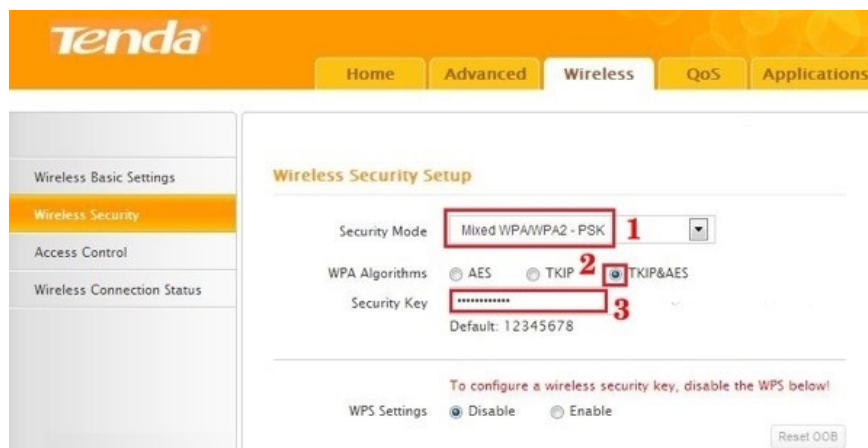 Tenda
Home Advanced Wireless QoS Applications
Wireless Basic Settings
Wireless Security
Access Control
Wireless Connection Status
Wireless Security Setup
Security Mode Mixed WPA/WPA2 - PSK 1
WPA Algorithms AES TKIP 2 TKIP&AES
Security Key •••••••••••• 3
Default: 12345678
To configure a wireless security key, disable the WPS below!
WPS Settings Disable Enable
Reset OOB